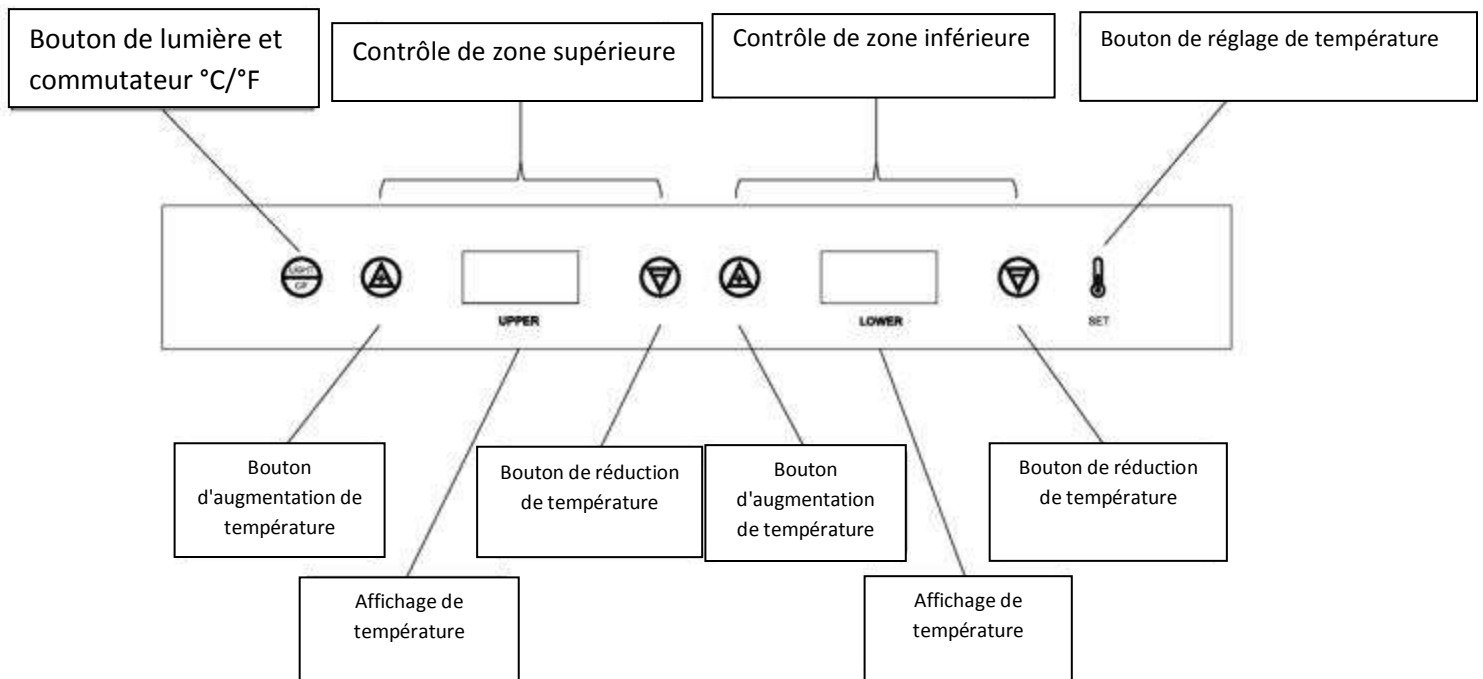 Bouton de lumière et
commutateur °C/°F
Contrôle de zone supérieure
Contrôle de zone inférieure
Bouton de réglage de température
LIGHT
C/F
UPPER
LOWER
SET
Bouton
d'augmentation de
température
Bouton de réduction
de température
Bouton
d'augmentation
de température
Bouton de réduction
de température
Affichage de
température
Affichage de
température